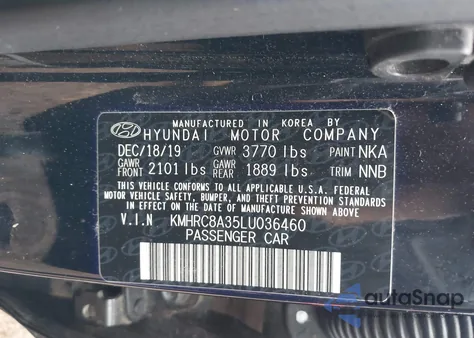 MANUFACTURED IN KOREA BY
HYUNDAI MOTOR COMPANY
DEC/18/19 GVWR 3770 lbs PAINT NKA
GAWR FRONT 2101 lbs GAWR REAR 1889 lbs TRIM NNB
THIS VEHICLE CONFORMS TO ALL APPLICABLE U.S.A. FEDERAL
MOTOR VEHICLE SAFETY, BUMPER, AND THEFT PREVENTION
STANDARDS IN EFFECT ON THE DATE OF MANUFACTURE SHOWN ABOVE.
V.I.N KMHRC8A35LU036460
PASSENGER CAR
autoSnap